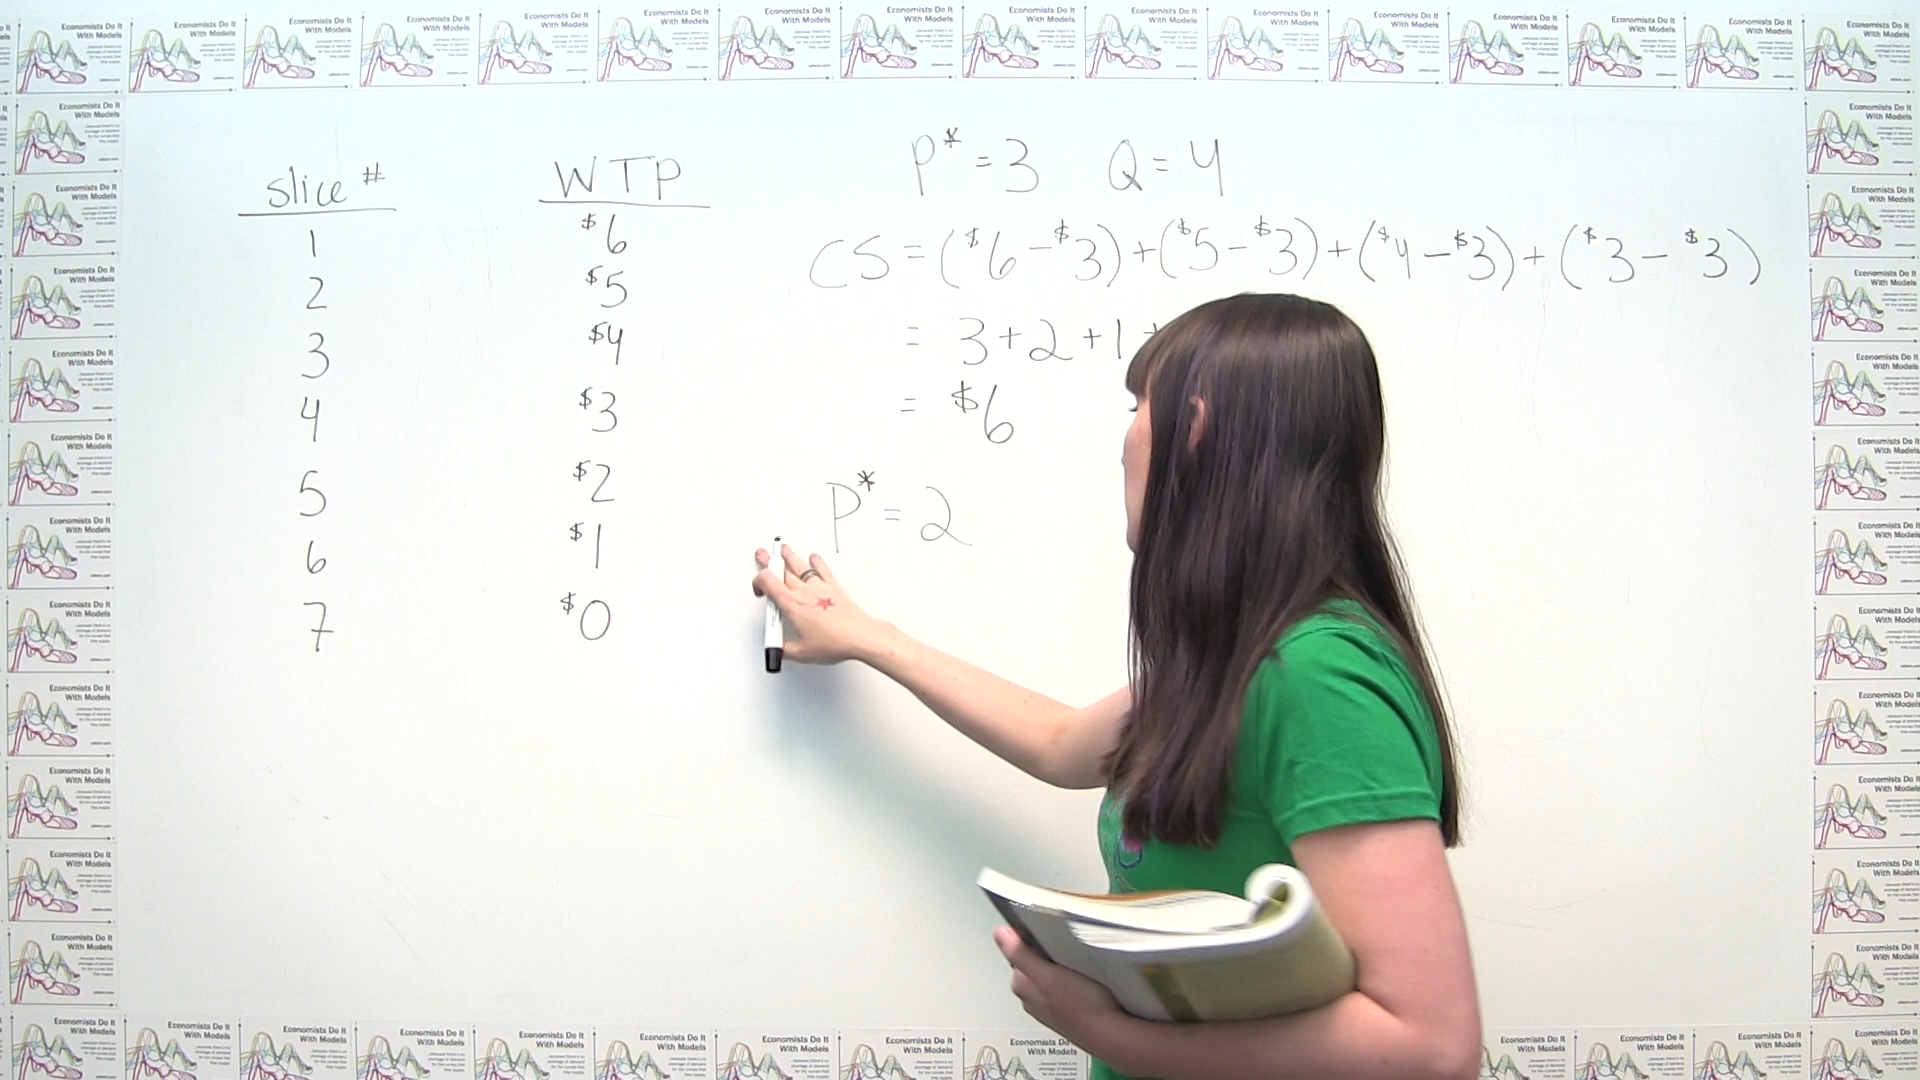 Economists Do It
With Models
slice # WTP
1 $6
2 $5
3 $4
4 $3
5 $2
6 $1
7 $0
P* = 3 Q = 4
CS = ($6 - $3) + ($5 - $3) + ($4 - $3) + ($3 - $3)
= 3 + 2 + 1 +
= $6
P* = 2